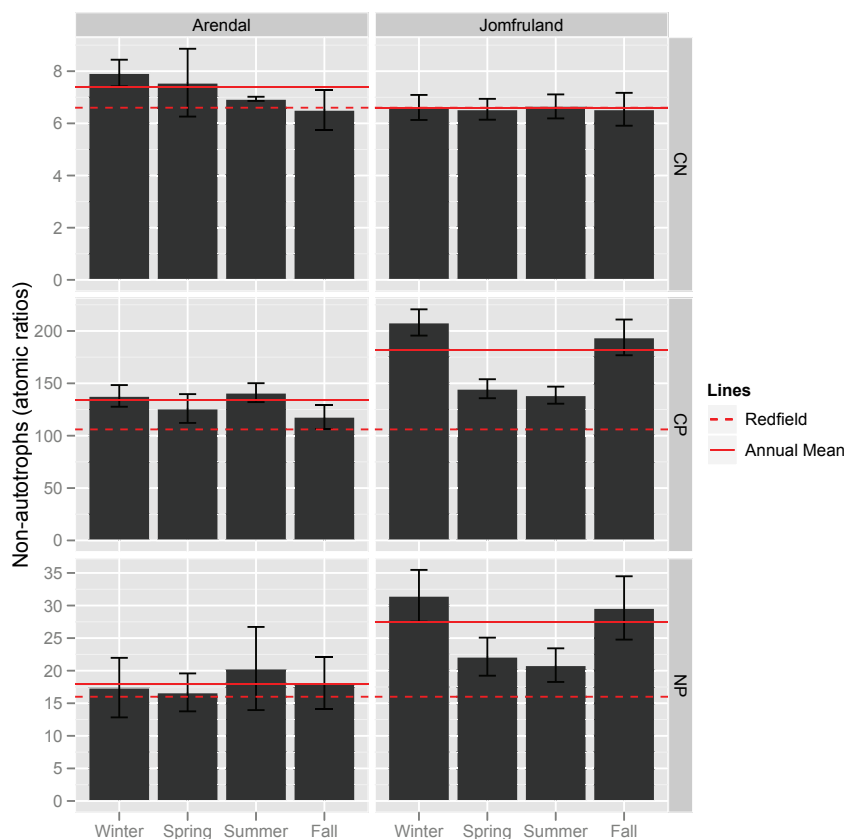 Arendal
Jomfruland
Non-autotrophs (atomic ratios)
8
6
4
2
0
CN
200
150
100
50
0
CP
35
30
25
20
15
10
5
0
NP
Winter Spring Summer Fall
Winter Spring Summer Fall
Lines
Redfield
Annual Mean